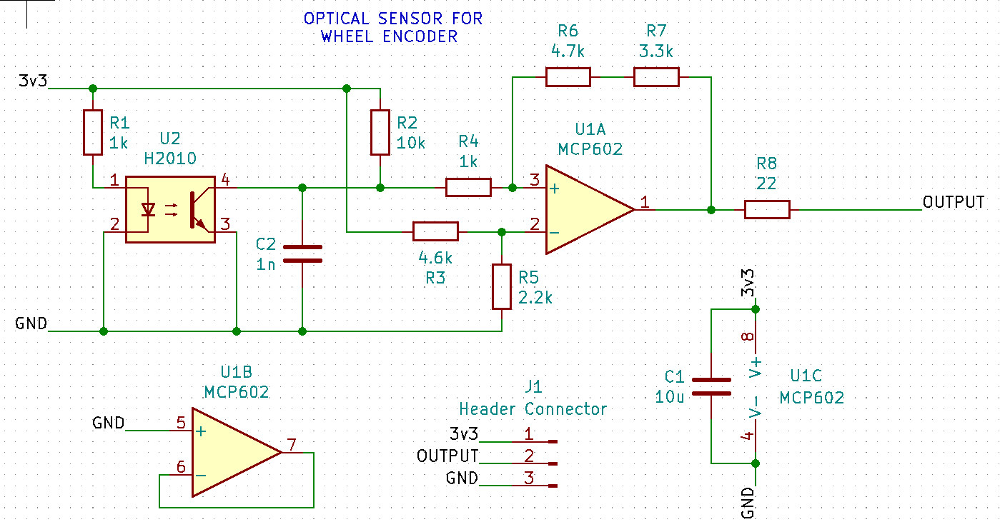 OPTICAL SENSOR FOR
WHEEL ENCODER
R6
4.7k
R7
3.3k
3v3
R1
1k
U2
H2010
R2
10k
R4
1k
U1A
MCP602
R8
22
1
4
2
3
3
+
2
−
1
OUTPUT
C2
1n
4.6k
R3
R5
2.2k
GND
3v3
8
V+
C1
10u
U1C
MCP602
V−
4
GND
U1B
MCP602
GND
5
+
6
−
7
J1
Header Connector
3v3
1
OUTPUT
2
GND
3